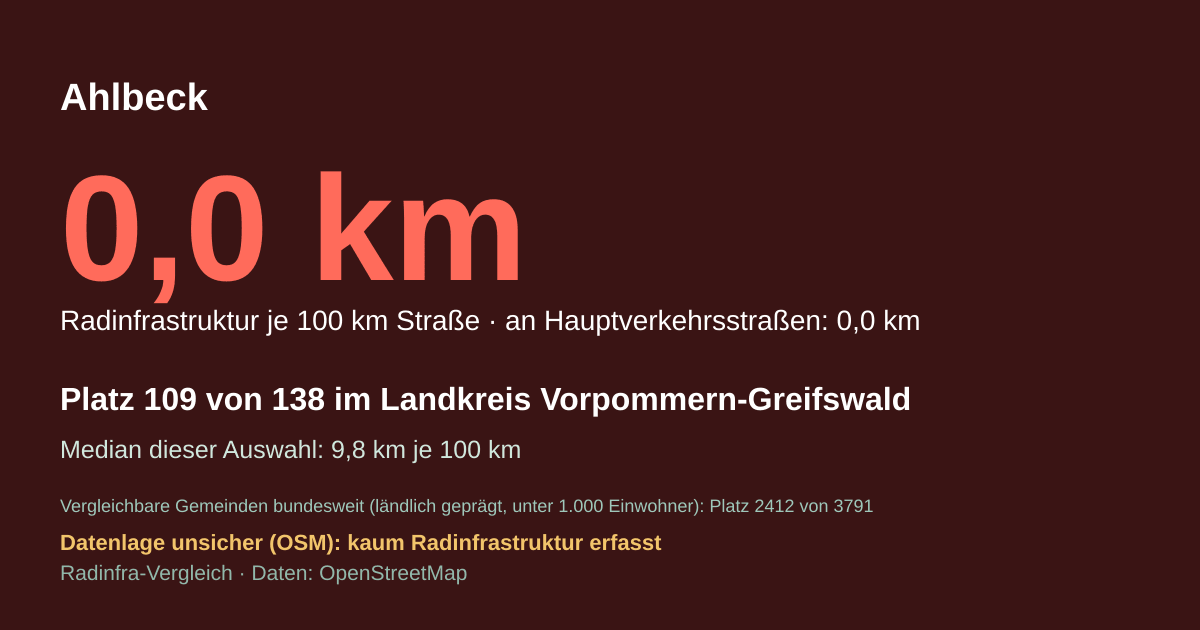 Ahlbeck
0,0 km
Radinfrastruktur je 100 km Straße · an Hauptverkehrsstraßen: 0,0 km
Platz 109 von 138 im Landkreis Vorpommern-Greifswald
Median dieser Auswahl: 9,8 km je 100 km
Vergleichbare Gemeinden bundesweit (ländlich geprägt, unter 1.000 Einwohner): Platz 2412 von 3791
Datenlage unsicher (OSM): kaum Radinfrastruktur erfasst
Radinfra-Vergleich · Daten: OpenStreetMap